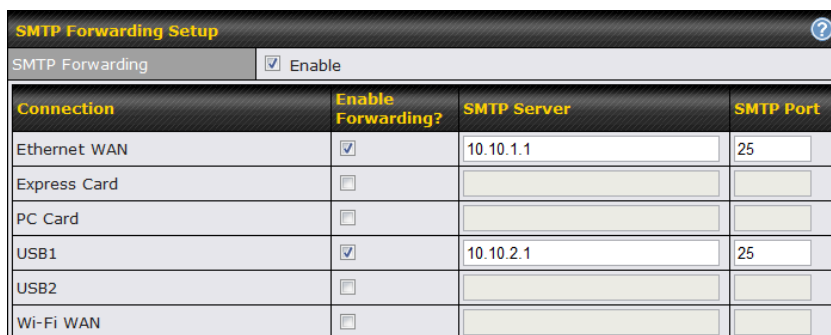 SMTP Forwarding Setup ?
SMTP Forwarding Enable
Connection Enable Forwarding? SMTP Server SMTP Port
Ethernet WAN 10.10.1.1 25
Express Card
PC Card
USB1 10.10.2.1 25
USB2
Wi-Fi WAN